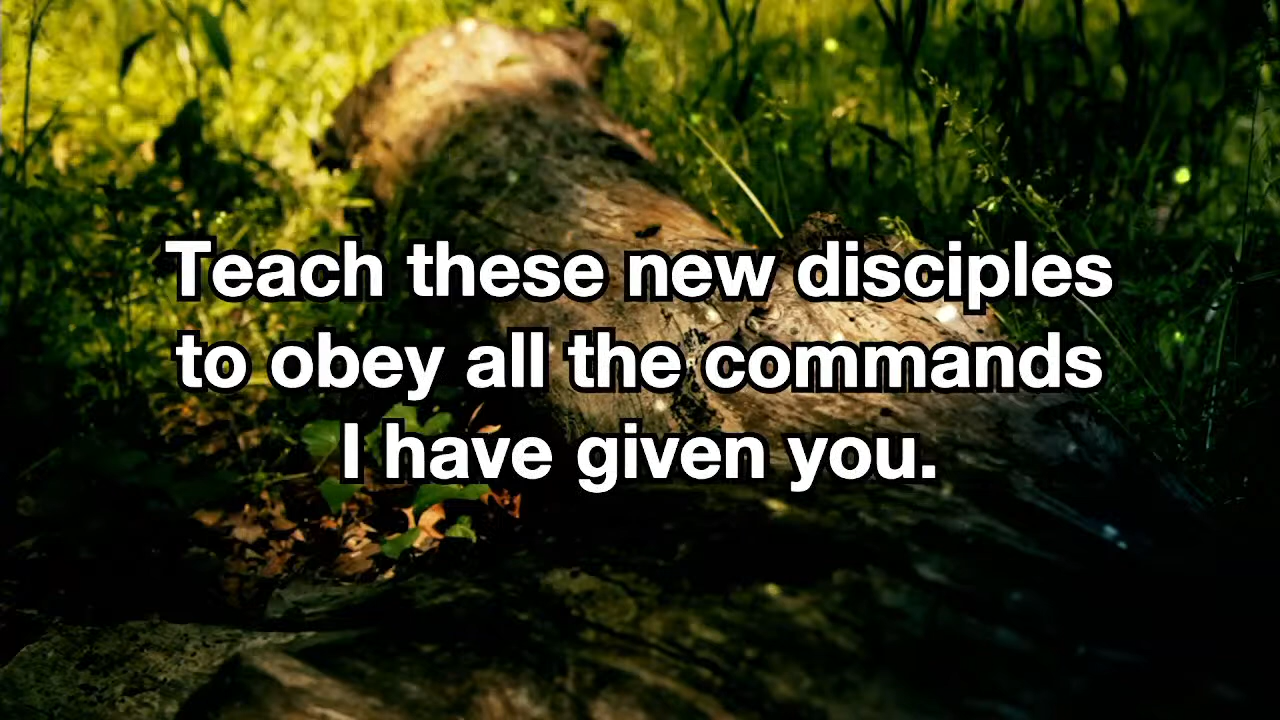 Teach these new disciples
to obey all the commands
I have given you.